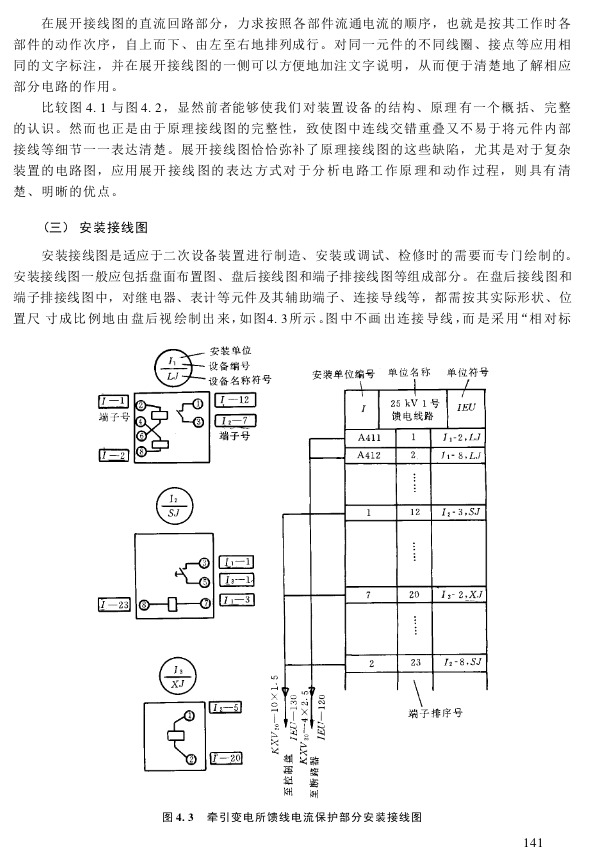 在展开接线图的直流回路部分，力求按照各部件流通电流的顺序，也就是按其工作时各
部件的动作次序，自上而下、由左至右地排列成行。对同一元件的不同线圈、接点等应用相
同的文字标注，并在展开接线图的一侧可以方便地加注文字说明，从而便于清楚地了解相应
部分电路的作用。
比较图 4.1 与图 4.2，显然前者能够使我们对装置设备的结构、原理有一个概括、完整
的认识。然而也正是由于原理接线图的完整性，致使图中连线交错重叠又不易于将元件内部
接线等细节一一表达清楚。展开接线图恰恰弥补了原理接线图的这些缺陷，尤其是对于复杂
装置的电路图，应用展开接线图的表达方式对于分析电路工作原理和动作过程，则具有清
楚、明晰的优点。
（三） 安装接线图
安装接线图是适应于二次设备装置进行制造、安装或调试、检修时的需要而专门绘制的。
安装接线图一般应包括盘面布置图、盘后接线图和端子排接线图等组成部分。在盘后接线图和
端子排接线图中，对继电器、表计等元件及其辅助端子、连接导线等，都需按其实际形状、位
置尺寸成比例地由盘后视绘制出来，如图4.3所示。图中不画出连接导线，而是采用“相对标
安装单位
设备编号
设备名称符号
I₁
LJ
I—1
端子号
I—2
2
4
6
8
1
3
I—12
I₂—7
端子号
I₂
SJ
3
5
8
7
I₁—1
I₃—1
I₁—3
I—23
I₃
XJ
1
2
I₂—5
I—20
安装单位编号 单位名称 单位符号
I
25 kV 1 号
馈电线路
IEU
A411 1 I₁-2,LJ
A412 2 I₁-8,LJ
1 12 I₂-3,SJ
7 20 I₃-2,XJ
2 23 I₂-8,SJ
端子排序号
KXV₂₀—10×1.5
IEU—130
至控制盘
KXV₂₀—4×2.5
IEU—120
至断路器
图 4.3 牵引变电所馈线电流保护部分安装接线图
141